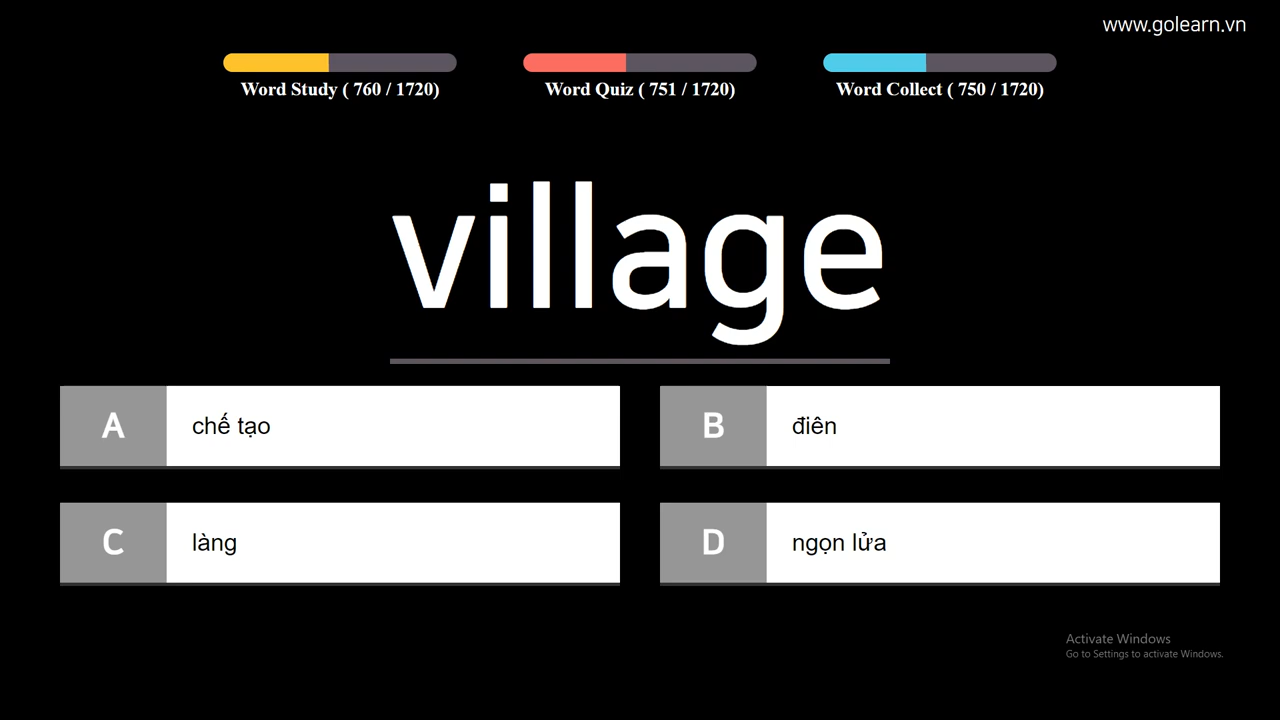 www.golearn.vn
Word Study ( 760 / 1720)
Word Quiz ( 751 / 1720)
Word Collect ( 750 / 1720)
village
A chế tạo
B điên
C làng
D ngọn lửa
Activate Windows
Go to Settings to activate Windows.